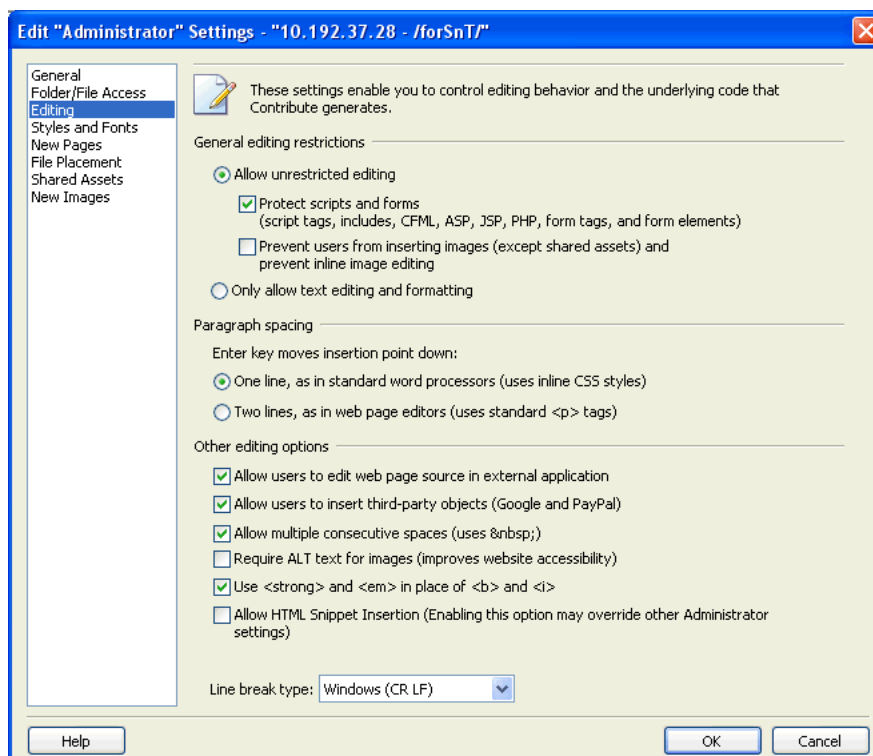 Edit "Administrator" Settings - "10.192.37.28 - /forSnT/"
General
Folder/File Access
Editing
Styles and Fonts
New Pages
File Placement
Shared Assets
New Images
These settings enable you to control editing behavior and the underlying code that
Contribute generates.
General editing restrictions
Allow unrestricted editing
Protect scripts and forms
(script tags, includes, CFML, ASP, JSP, PHP, form tags, and form elements)
Prevent users from inserting images (except shared assets) and
prevent inline image editing
Only allow text editing and formatting
Paragraph spacing
Enter key moves insertion point down:
One line, as in standard word processors (uses inline CSS styles)
Two lines, as in web page editors (uses standard <p> tags)
Other editing options
Allow users to edit web page source in external application
Allow users to insert third-party objects (Google and PayPal)
Allow multiple consecutive spaces (uses &nbsp;)
Require ALT text for images (improves website accessibility)
Use <strong> and <em> in place of <b> and <i>
Allow HTML Snippet Insertion (Enabling this option may override other Administrator
settings)
Line break type: Windows (CR LF)
Help OK Cancel